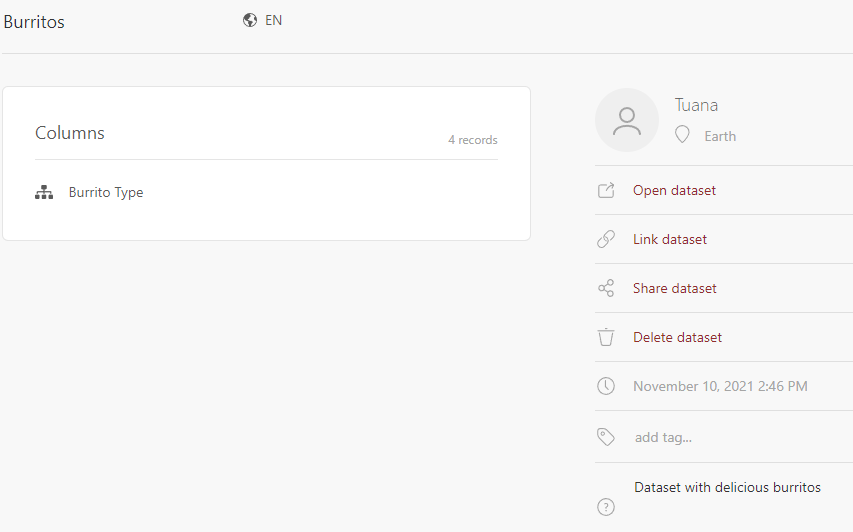 Burritos
EN
Columns
4 records
Burrito Type
Tuana
Earth
Open dataset
Link dataset
Share dataset
Delete dataset
November 10, 2021 2:46 PM
add tag...
Dataset with delicious burritos
?